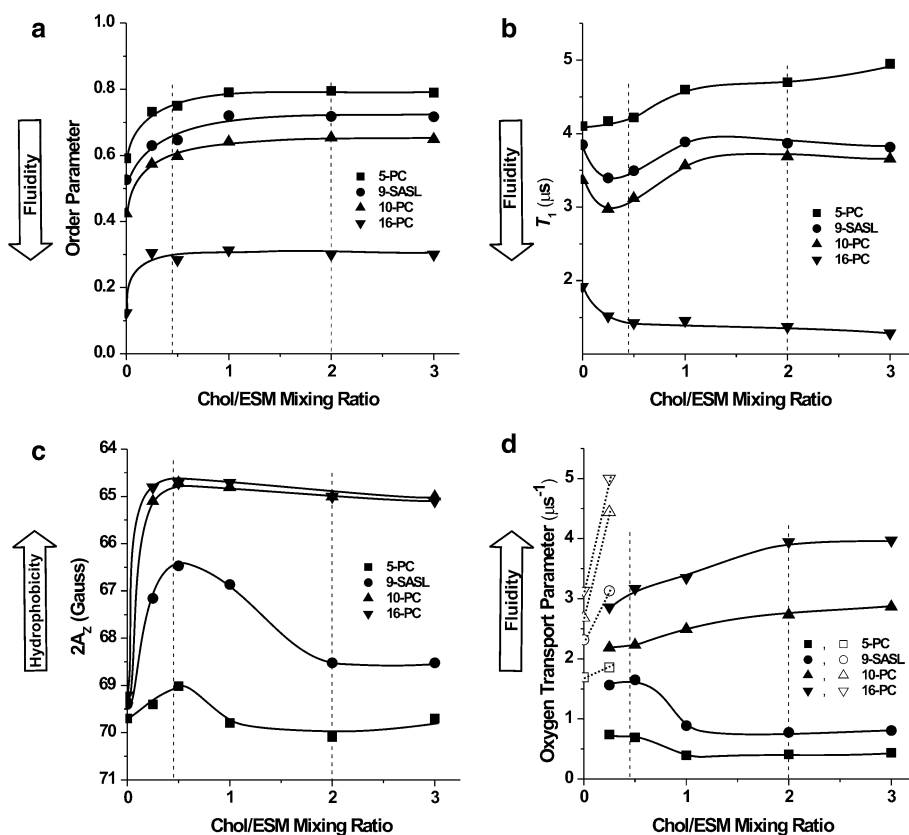 a
Fluidity
Order Parameter
1.0
0.8
0.6
0.4
0.2
0.0
5-PC
9-SASL
10-PC
16-PC
0 1 2 3
Chol/ESM Mixing Ratio
b
Fluidity
T1 (µs)
5
4
3
2
5-PC
9-SASL
10-PC
16-PC
0 1 2 3
Chol/ESM Mixing Ratio
c
Hydrophobicity
2AZ (Gauss)
64
65
66
67
68
69
70
71
5-PC
9-SASL
10-PC
16-PC
0 1 2 3
Chol/ESM Mixing Ratio
d
Fluidity
Oxygen Transport Parameter (µs-1)
6
5
4
3
2
1
0
5-PC
9-SASL
10-PC
16-PC
0 1 2 3
Chol/ESM Mixing Ratio